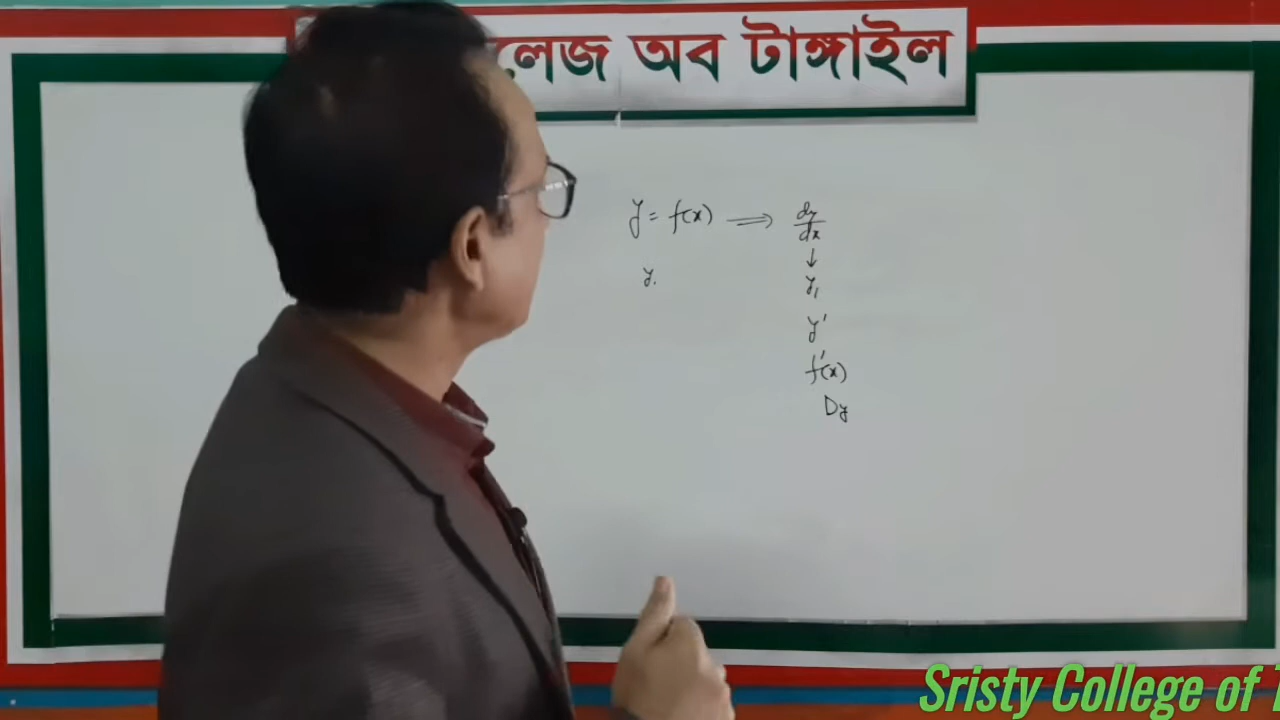 লেজ অব টাঙ্গাইল
y = f(x) ⟹ dy/dx
↓
y. y₁
y'
f'(x)
Dy
Sristy College of